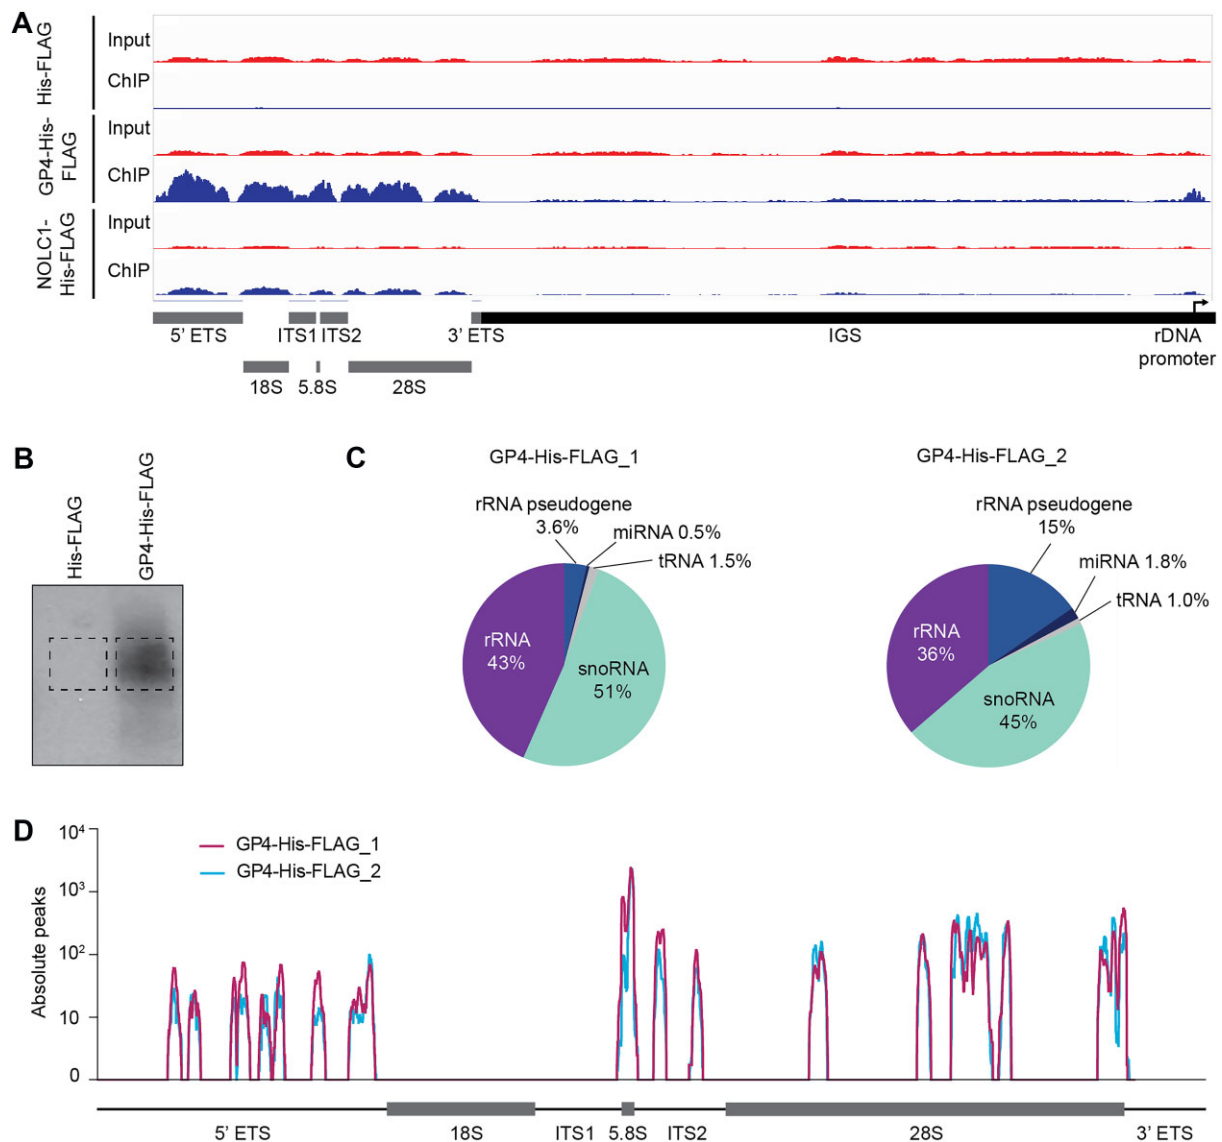 A
His-FLAG
Input
ChIP
GP4-His-
FLAG
Input
ChIP
NOLC1-
His-FLAG
Input
ChIP
5’ ETS
ITS1
ITS2
3’ ETS
IGS
rDNA
promoter
18S
5.8S
28S
B
His-FLAG
GP4-His-FLAG
C
GP4-His-FLAG_1
rRNA pseudogene
3.6%
miRNA 0.5%
tRNA 1.5%
rRNA
43%
snoRNA
51%
GP4-His-FLAG_2
rRNA pseudogene
15%
miRNA 1.8%
tRNA 1.0%
rRNA
36%
snoRNA
45%
D
Absolute peaks
10⁴
10³
10²
10
0
GP4-His-FLAG_1
GP4-His-FLAG_2
5’ ETS
18S
ITS1
5.8S
ITS2
28S
3’ ETS